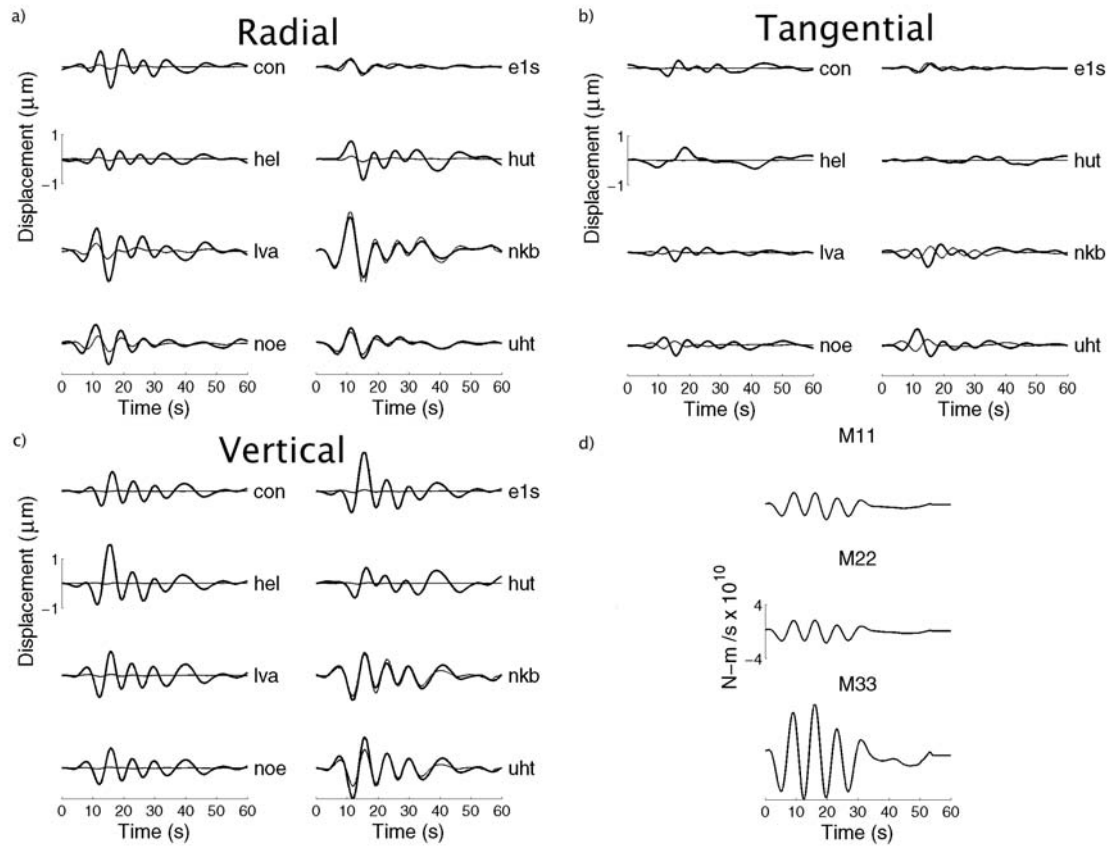 a)
Radial
Displacement (µm)
con
e1s
1
-1
hel
hut
lva
nkb
noe
uht
0 10 20 30 40 50 60 0 10 20 30 40 50 60
Time (s) Time (s)
b)
Tangential
Displacement (µm)
con
e1s
1
-1
hel
hut
lva
nkb
noe
uht
0 10 20 30 40 50 60 0 10 20 30 40 50 60
Time (s) Time (s)
c)
Vertical
Displacement (µm)
con
e1s
1
-1
hel
hut
lva
nkb
noe
uht
0 10 20 30 40 50 60 0 10 20 30 40 50 60
Time (s) Time (s)
d)
M11
M22
N-m/s x 10^10
4
-4
M33
0 10 20 30 40 50 60
Time (s)